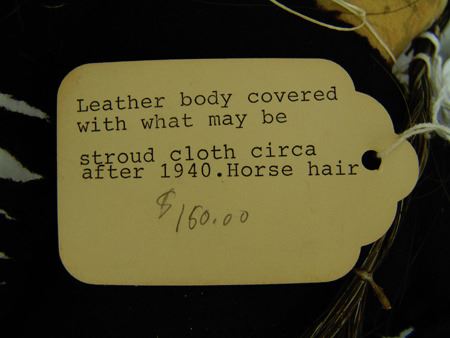 Leather body covered
with what may be
stroud cloth circa
after 1940.Horse hair
$160.00